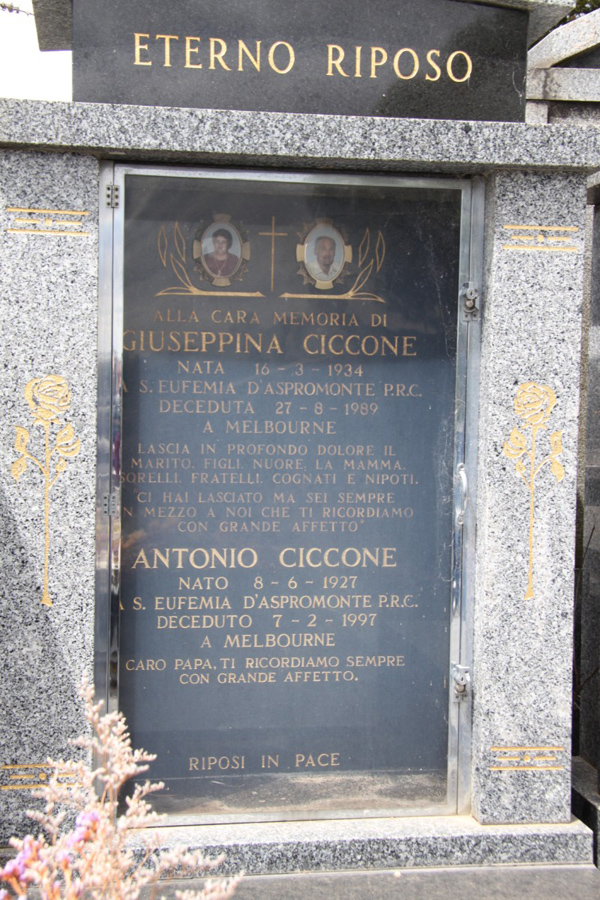 ETERNO RIPOSO
ALLA CARA MEMORIA DI
GIUSEPPINA CICCONE
NATA 16-3-1934
A S. EUFEMIA D'ASPROMONTE P.R.C.
DECEDUTA 27-8-1989
A MELBOURNE
LASCIA IN PROFONDO DOLORE IL
MARITO, FIGLI, NUORE, LA MAMMA,
SORELLI, FRATELLI, COGNATI E NIPOTI.
"CI HAI LASCIATO MA SEI SEMPRE
IN MEZZO A NOI CHE TI RICORDIAMO
CON GRANDE AFFETTO"
ANTONIO CICCONE
NATO 8-6-1927
A S. EUFEMIA D'ASPROMONTE P.R.C.
DECEDUTO 7-2-1997
A MELBOURNE
CARO PAPA, TI RICORDIAMO SEMPRE
CON GRANDE AFFETTO.
RIPOSI IN PACE